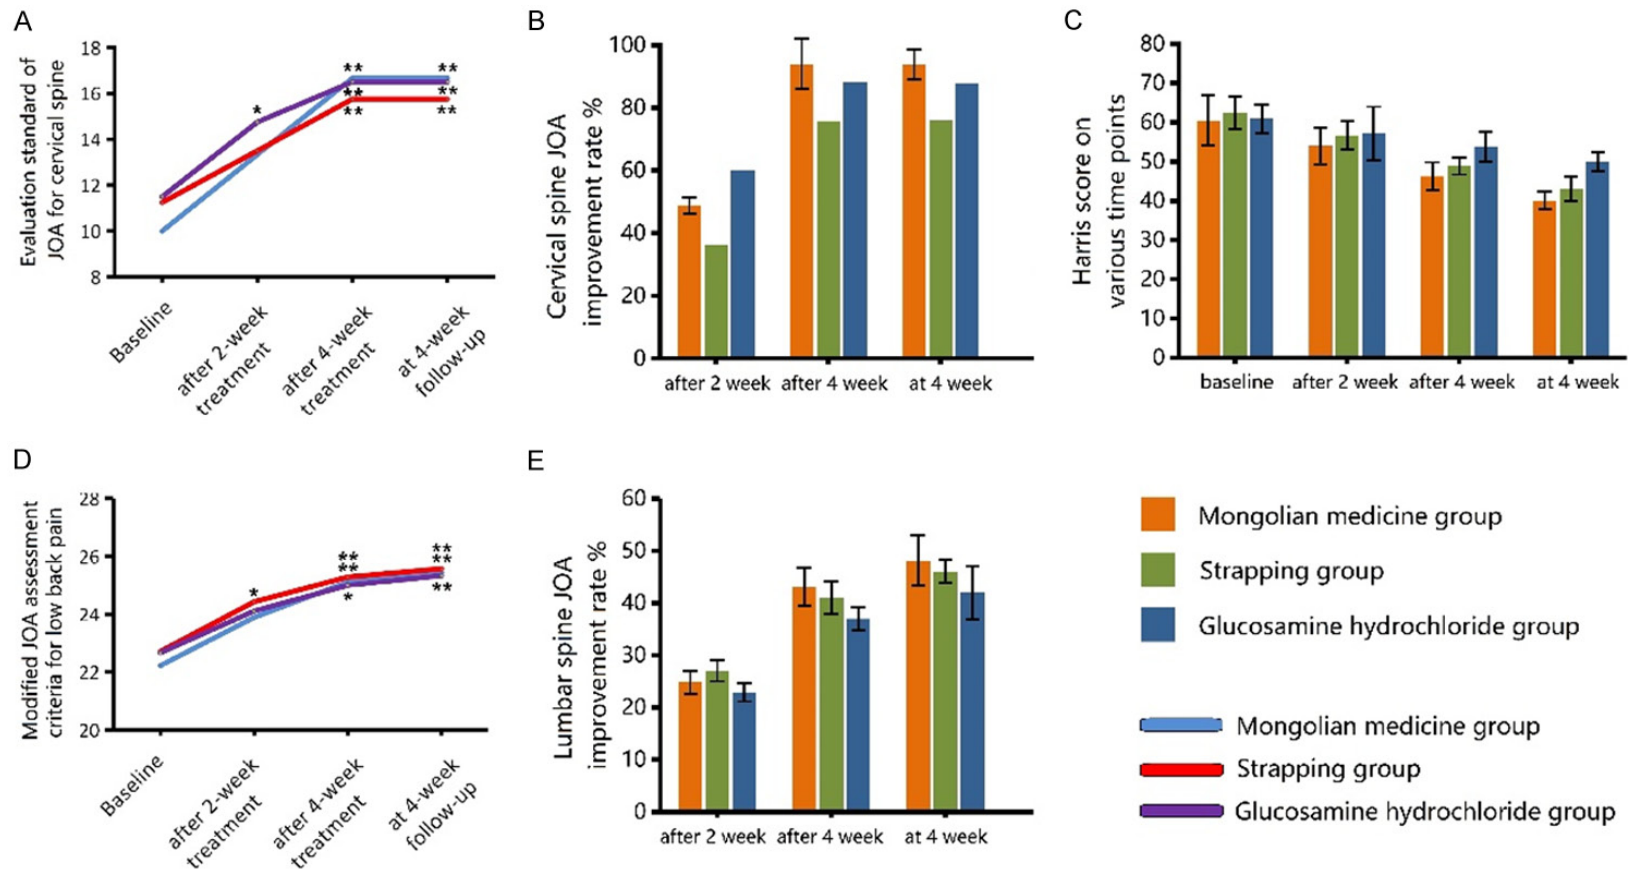 A
Evaluation standard of
JOA for cervical spine
18
16
14
12
10
8
*
**
**
**
**
**
**
Baseline
after 2-week
treatment
after 4-week
treatment
at 4-week
follow-up
B
Cervical spine JOA
improvement rate %
100
80
60
40
20
0
after 2 week
after 4 week
at 4 week
C
Harris score on
various time points
80
70
60
50
40
30
20
10
0
baseline
after 2 week
after 4 week
at 4 week
D
Modified JOA assessment
criteria for low back pain
28
26
24
22
20
*
**
**
*
**
**
**
Baseline
after 2-week
treatment
after 4-week
treatment
at 4-week
follow-up
E
Lumbar spine JOA
improvement rate %
60
50
40
30
20
10
0
after 2 week
after 4 week
at 4 week
Mongolian medicine group
Strapping group
Glucosamine hydrochloride group
Mongolian medicine group
Strapping group
Glucosamine hydrochloride group